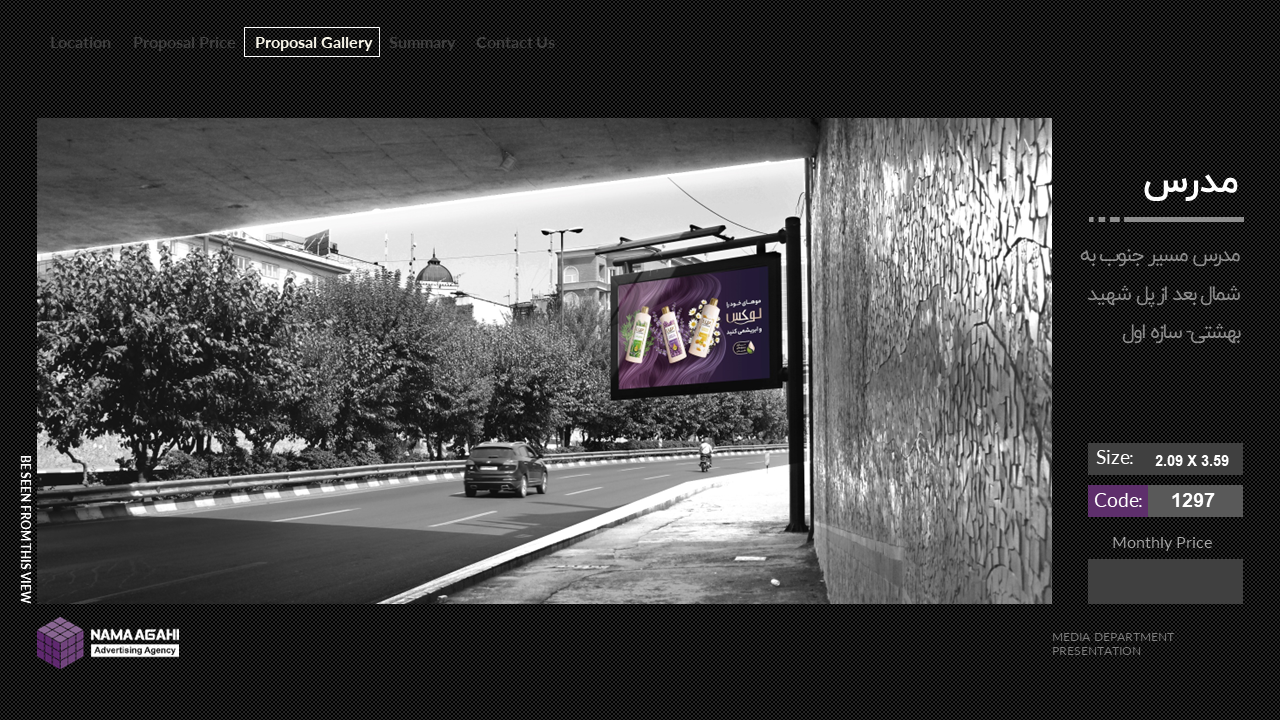 Location
Proposal Price
Proposal Gallery
Summary
Contact Us
مدرس
مدرس مسیر جنوب به
شمال بعد از پل شهید
بهشتی- سازه اول
موهای خود را
لوکس
و ابریشمی کنید
Size: 2.09 X 3.59
Code: 1297
Monthly Price
BE SEEN FROM THIS VIEW
NAMA AGAHI
Advertising Agency
MEDIA DEPARTMENT
PRESENTATION